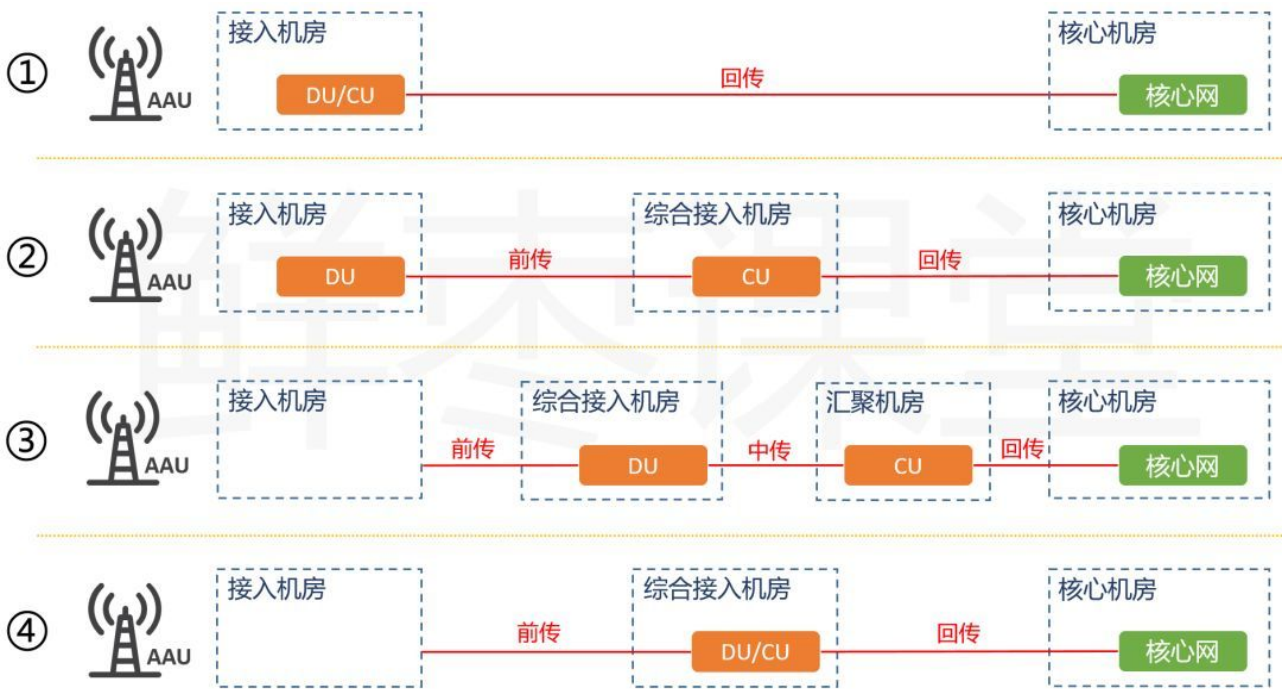 ①
AAU
接入机房
DU/CU
回传
核心机房
核心网
②
AAU
接入机房
DU
前传
综合接入机房
CU
回传
核心机房
核心网
③
AAU
接入机房
前传
综合接入机房
DU
中传
汇聚机房
CU
回传
核心机房
核心网
④
AAU
接入机房
前传
综合接入机房
DU/CU
回传
核心机房
核心网
鲜枣课堂